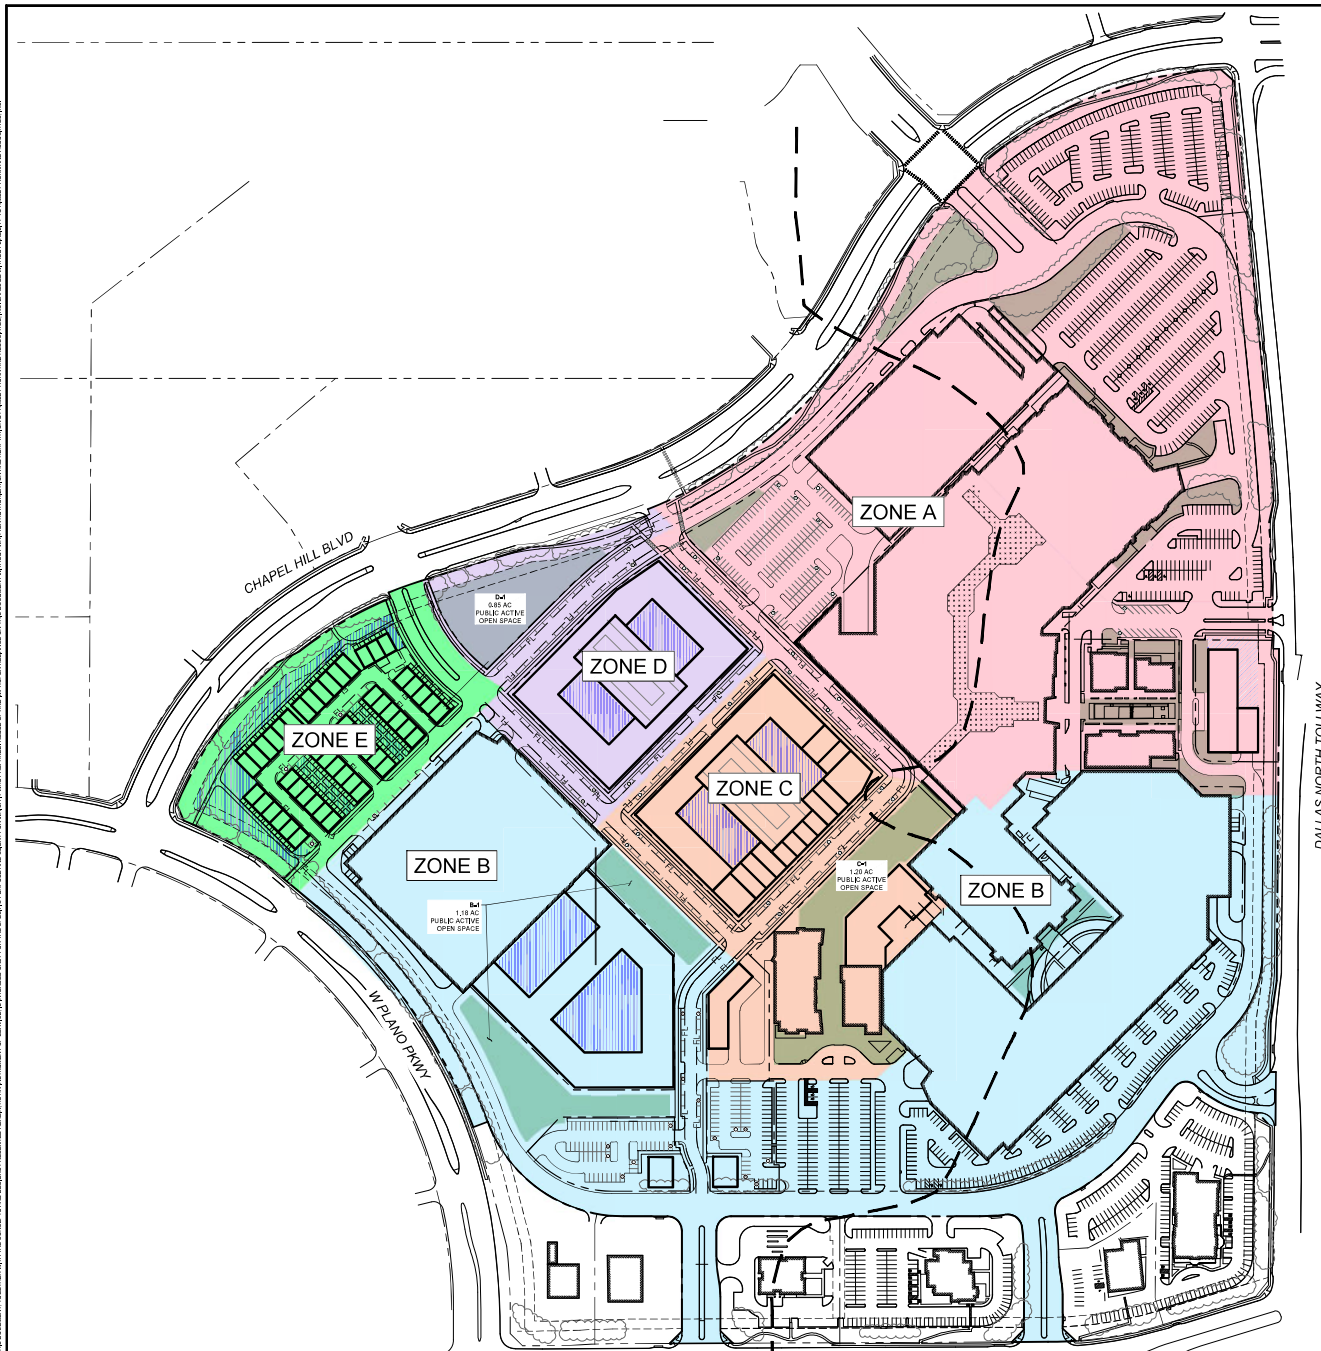 ZONE A
CHAPEL HILL BLVD
D-1
0.85 AC
PUBLIC ACTIVE
OPEN SPACE
ZONE D
ZONE E
ZONE C
DALLAS NORTH TOLLWAY
ZONE B
C-1
1.20 AC
PUBLIC ACTIVE
OPEN SPACE
ZONE B
B-1
1.18 AC
PUBLIC ACTIVE
OPEN SPACE
W PLANO PKWY